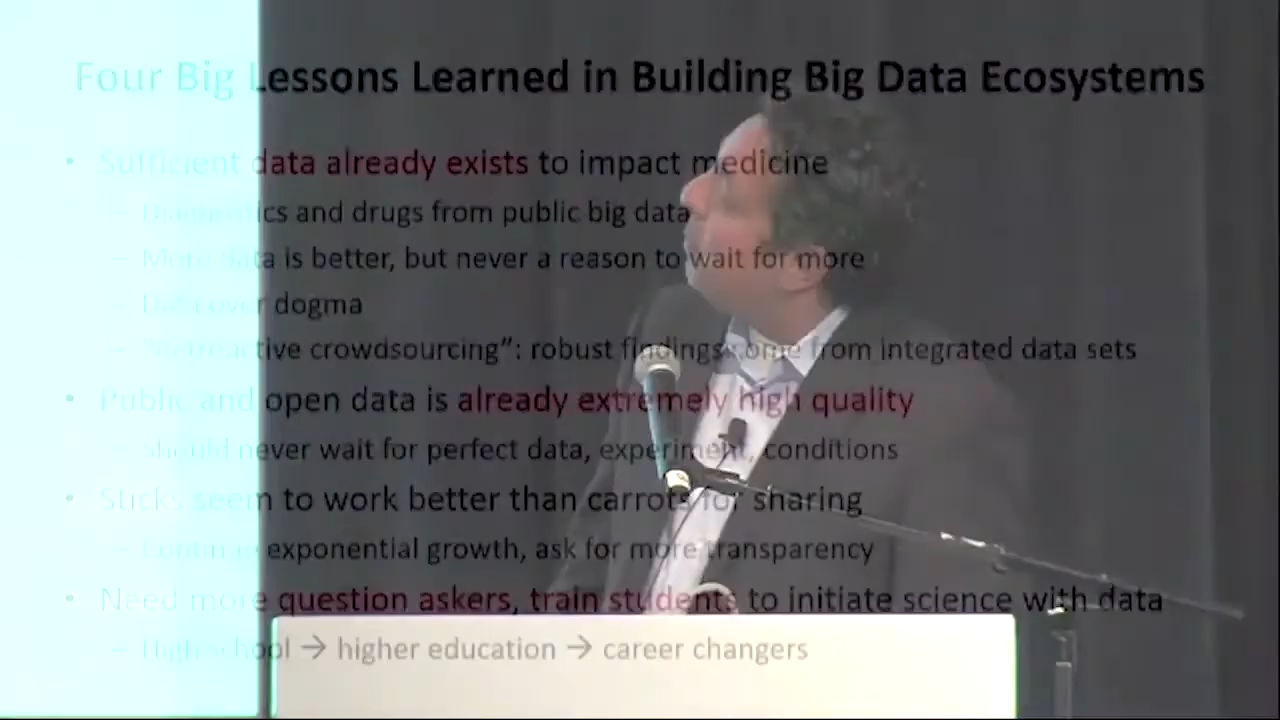 Four Big Lessons Learned in Building Big Data Ecosystems
• Sufficient data already exists to impact medicine
– Diagnostics and drugs from public big data
– More data is better, but never a reason to wait for more
– Data over dogma
– “Retroactive crowdsourcing”: robust findings come from integrated data sets
• Public and open data is already extremely high quality
– Should never wait for perfect data, experiment, conditions
• Sticks seem to work better than carrots for sharing
– Continue exponential growth, ask for more transparency
• Need more question askers, train students to initiate science with data
– High school → higher education → career changers